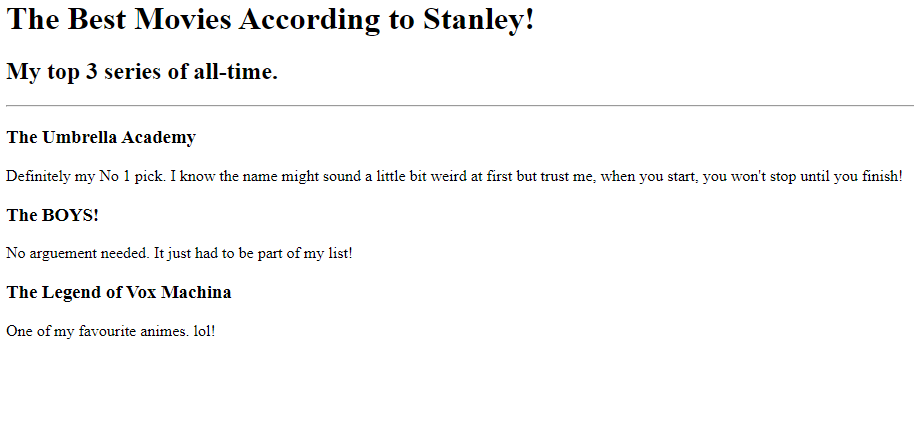 The Best Movies According to Stanley!
My top 3 series of all-time.
The Umbrella Academy
Definitely my No 1 pick. I know the name might sound a little bit weird at first but trust me, when you start, you won't stop until you finish!
The BOYS!
No arguement needed. It just had to be part of my list!
The Legend of Vox Machina
One of my favourite animes. lol!